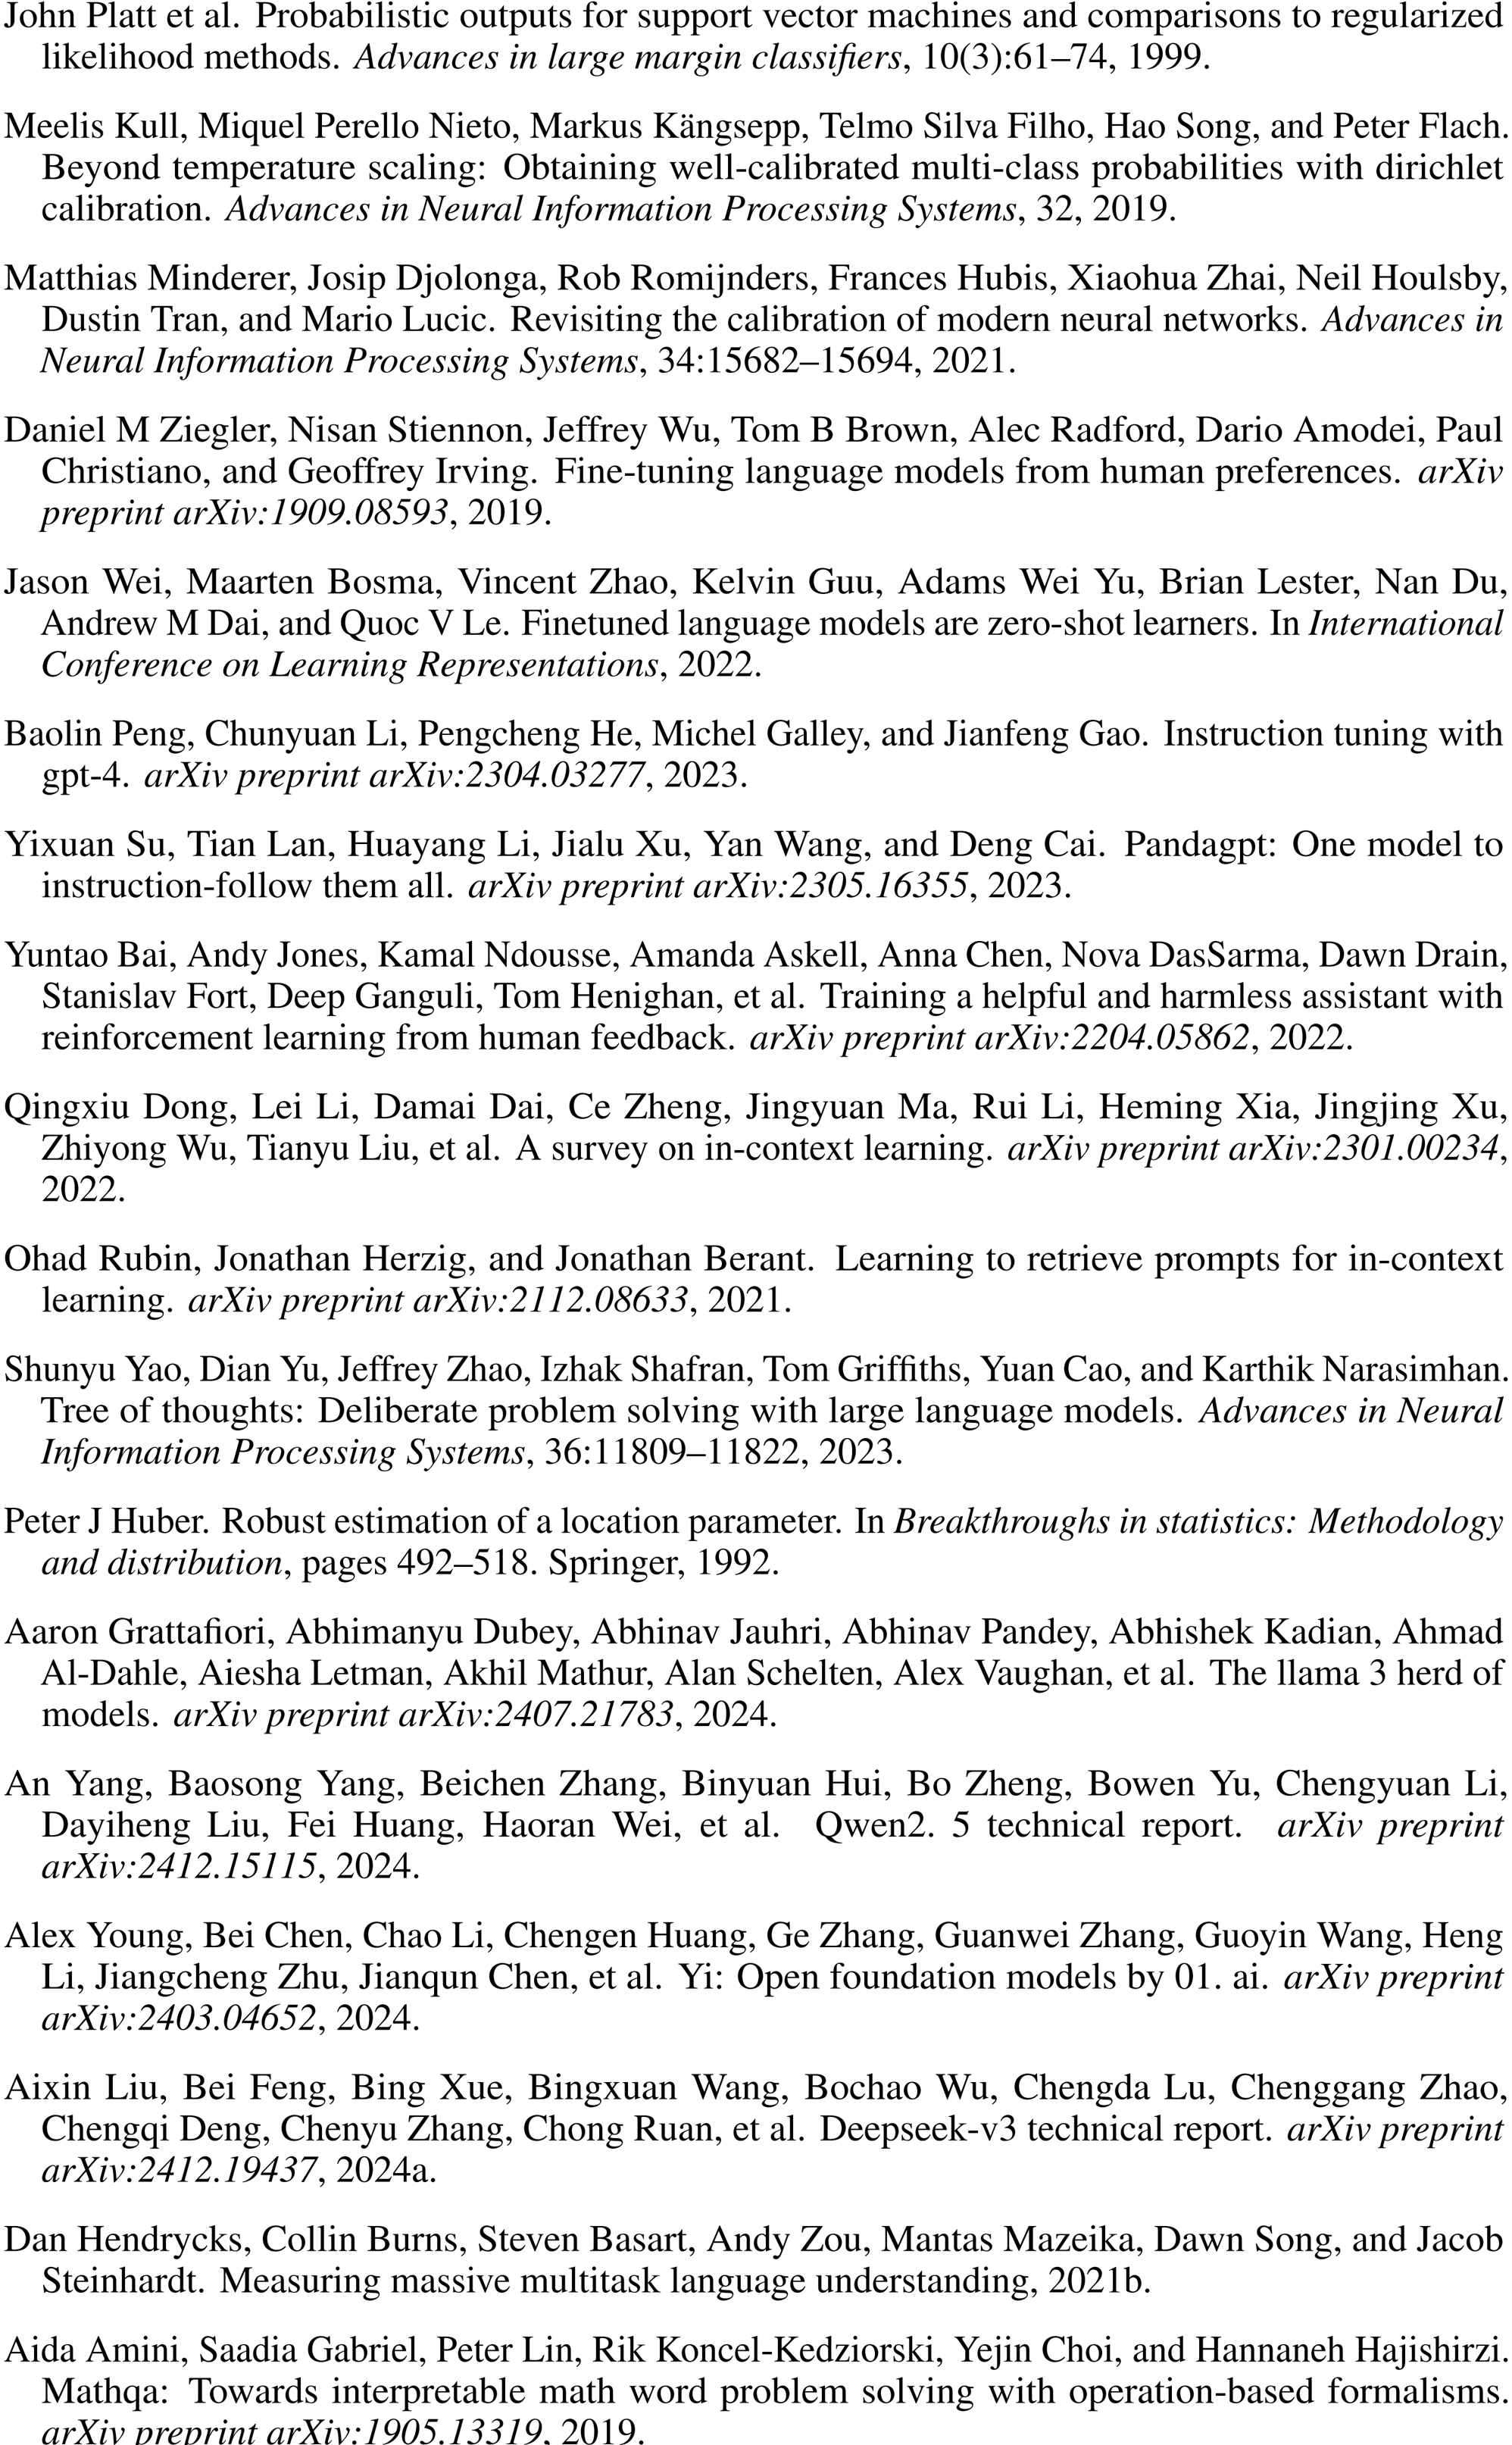 John Platt et al. Probabilistic outputs for support vector machines and comparisons to regularized
likelihood methods. Advances in large margin classifiers, 10(3):61–74, 1999.
Meelis Kull, Miquel Perello Nieto, Markus Kängsepp, Telmo Silva Filho, Hao Song, and Peter Flach.
Beyond temperature scaling: Obtaining well-calibrated multi-class probabilities with dirichlet
calibration. Advances in Neural Information Processing Systems, 32, 2019.
Matthias Minderer, Josip Djolonga, Rob Romijnders, Frances Hubis, Xiaohua Zhai, Neil Houlsby,
Dustin Tran, and Mario Lucic. Revisiting the calibration of modern neural networks. Advances in
Neural Information Processing Systems, 34:15682–15694, 2021.
Daniel M Ziegler, Nisan Stiennon, Jeffrey Wu, Tom B Brown, Alec Radford, Dario Amodei, Paul
Christiano, and Geoffrey Irving. Fine-tuning language models from human preferences. arXiv
preprint arXiv:1909.08593, 2019.
Jason Wei, Maarten Bosma, Vincent Zhao, Kelvin Guu, Adams Wei Yu, Brian Lester, Nan Du,
Andrew M Dai, and Quoc V Le. Finetuned language models are zero-shot learners. In International
Conference on Learning Representations, 2022.
Baolin Peng, Chunyuan Li, Pengcheng He, Michel Galley, and Jianfeng Gao. Instruction tuning with
gpt-4. arXiv preprint arXiv:2304.03277, 2023.
Yixuan Su, Tian Lan, Huayang Li, Jialu Xu, Yan Wang, and Deng Cai. Pandagpt: One model to
instruction-follow them all. arXiv preprint arXiv:2305.16355, 2023.
Yuntao Bai, Andy Jones, Kamal Ndousse, Amanda Askell, Anna Chen, Nova DasSarma, Dawn Drain,
Stanislav Fort, Deep Ganguli, Tom Henighan, et al. Training a helpful and harmless assistant with
reinforcement learning from human feedback. arXiv preprint arXiv:2204.05862, 2022.
Qingxiu Dong, Lei Li, Damai Dai, Ce Zheng, Jingyuan Ma, Rui Li, Heming Xia, Jingjing Xu,
Zhiyong Wu, Tianyu Liu, et al. A survey on in-context learning. arXiv preprint arXiv:2301.00234,
2022.
Ohad Rubin, Jonathan Herzig, and Jonathan Berant. Learning to retrieve prompts for in-context
learning. arXiv preprint arXiv:2112.08633, 2021.
Shunyu Yao, Dian Yu, Jeffrey Zhao, Izhak Shafran, Tom Griffiths, Yuan Cao, and Karthik Narasimhan.
Tree of thoughts: Deliberate problem solving with large language models. Advances in Neural
Information Processing Systems, 36:11809–11822, 2023.
Peter J Huber. Robust estimation of a location parameter. In Breakthroughs in statistics: Methodology
and distribution, pages 492–518. Springer, 1992.
Aaron Grattafiori, Abhimanyu Dubey, Abhinav Jauhri, Abhinav Pandey, Abhishek Kadian, Ahmad
Al-Dahle, Aiesha Letman, Akhil Mathur, Alan Schelten, Alex Vaughan, et al. The llama 3 herd of
models. arXiv preprint arXiv:2407.21783, 2024.
An Yang, Baosong Yang, Beichen Zhang, Binyuan Hui, Bo Zheng, Bowen Yu, Chengyuan Li,
Dayiheng Liu, Fei Huang, Haoran Wei, et al. Qwen2. 5 technical report. arXiv preprint
arXiv:2412.15115, 2024.
Alex Young, Bei Chen, Chao Li, Chengen Huang, Ge Zhang, Guanwei Zhang, Guoyin Wang, Heng
Li, Jiangcheng Zhu, Jianqun Chen, et al. Yi: Open foundation models by 01. ai. arXiv preprint
arXiv:2403.04652, 2024.
Aixin Liu, Bei Feng, Bing Xue, Bingxuan Wang, Bochao Wu, Chengda Lu, Chenggang Zhao,
Chengqi Deng, Chenyu Zhang, Chong Ruan, et al. Deepseek-v3 technical report. arXiv preprint
arXiv:2412.19437, 2024a.
Dan Hendrycks, Collin Burns, Steven Basart, Andy Zou, Mantas Mazeika, Dawn Song, and Jacob
Steinhardt. Measuring massive multitask language understanding, 2021b.
Aida Amini, Saadia Gabriel, Peter Lin, Rik Koncel-Kedziorski, Yejin Choi, and Hannaneh Hajishirzi.
Mathqa: Towards interpretable math word problem solving with operation-based formalisms.
arXiv preprint arXiv:1905.13319, 2019.